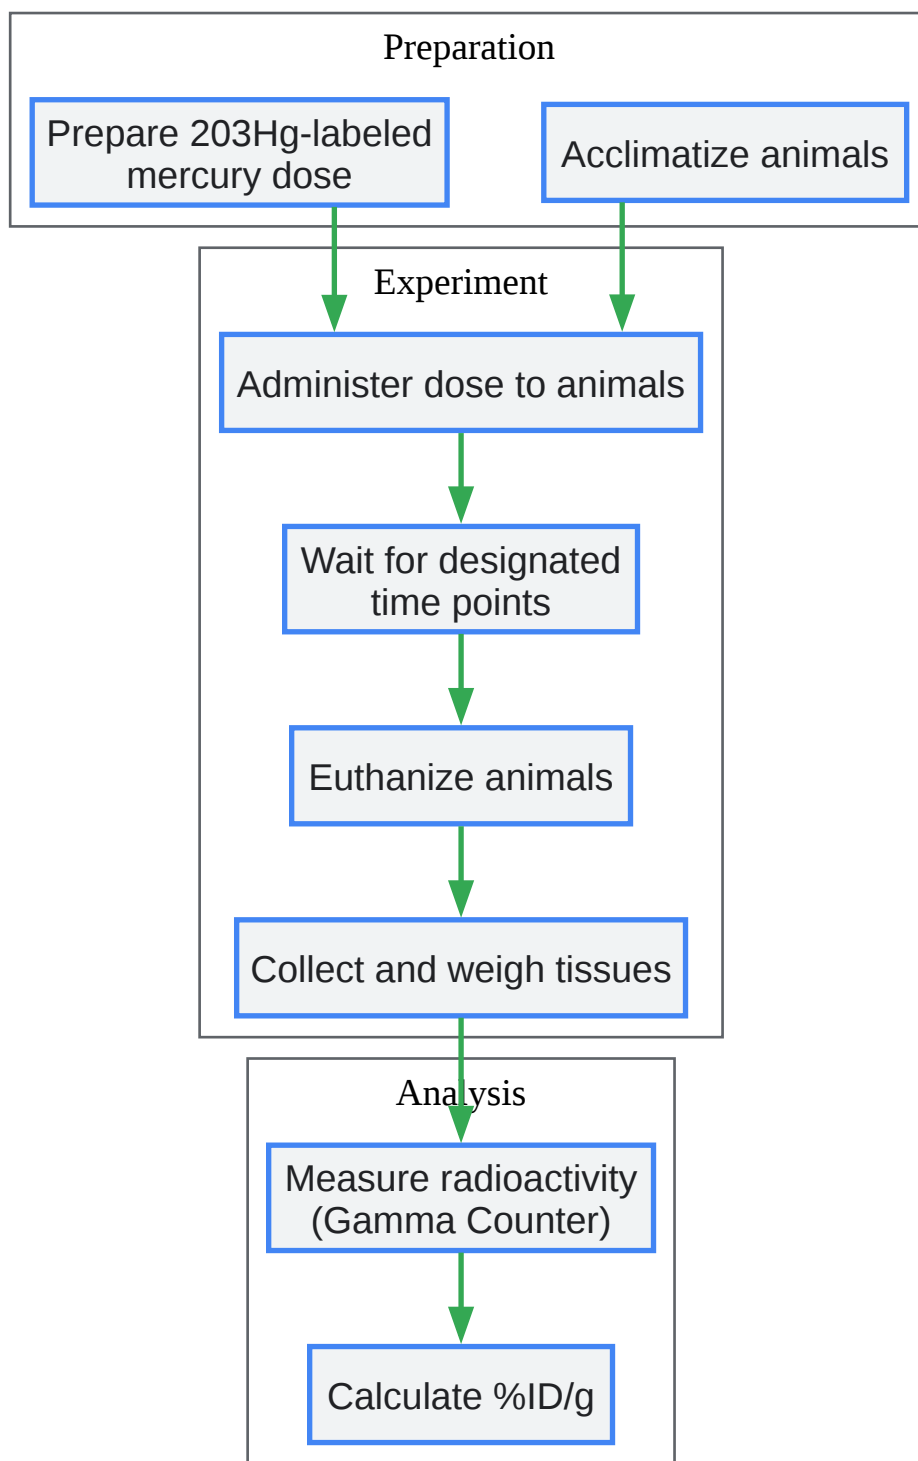 Preparation
Prepare 203Hg-labeled
mercury dose
Acclimatize animals
Experiment
Administer dose to animals
Wait for designated
time points
Euthanize animals
Collect and weigh tissues
Analysis
Measure radioactivity
(Gamma Counter)
Calculate %ID/g